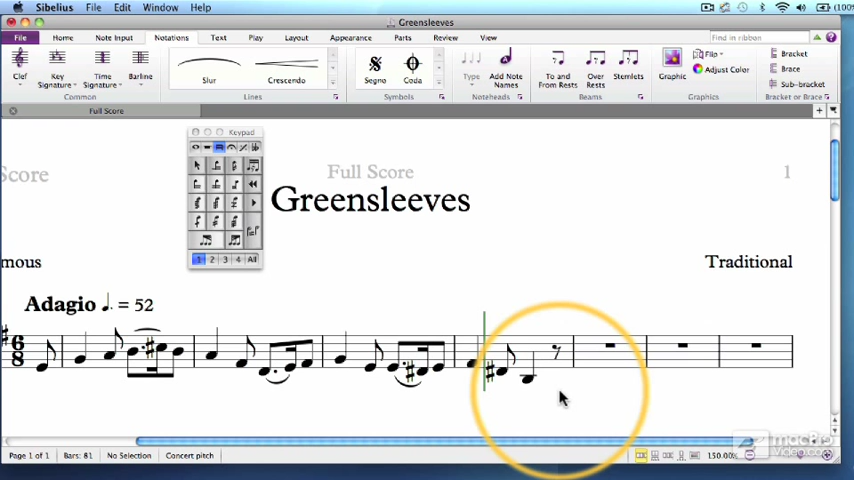 Sibelius File Edit Window Help (100%
Greensleeves
File Home Note Input Notations Text Play Layout Appearance Parts Review View Find in ribbon
Clef Key Signature Time Signature Barline Slur Crescendo Segno Coda Type Add Note Names To and From Rests Over Rests Stemlets Graphic Flip Adjust Color Bracket Brace Sub-bracket
Common Lines Symbols Noteheads Beams Graphics Bracket or Brace
Full Score
Keypad
Score Full Score 1
Greensleeves
1 2 3 4 All
mous Traditional
Adagio = 52
6
8
macProVideo.com
Page 1 of 1 Bars: 81 No Selection Concert pitch 150.00%